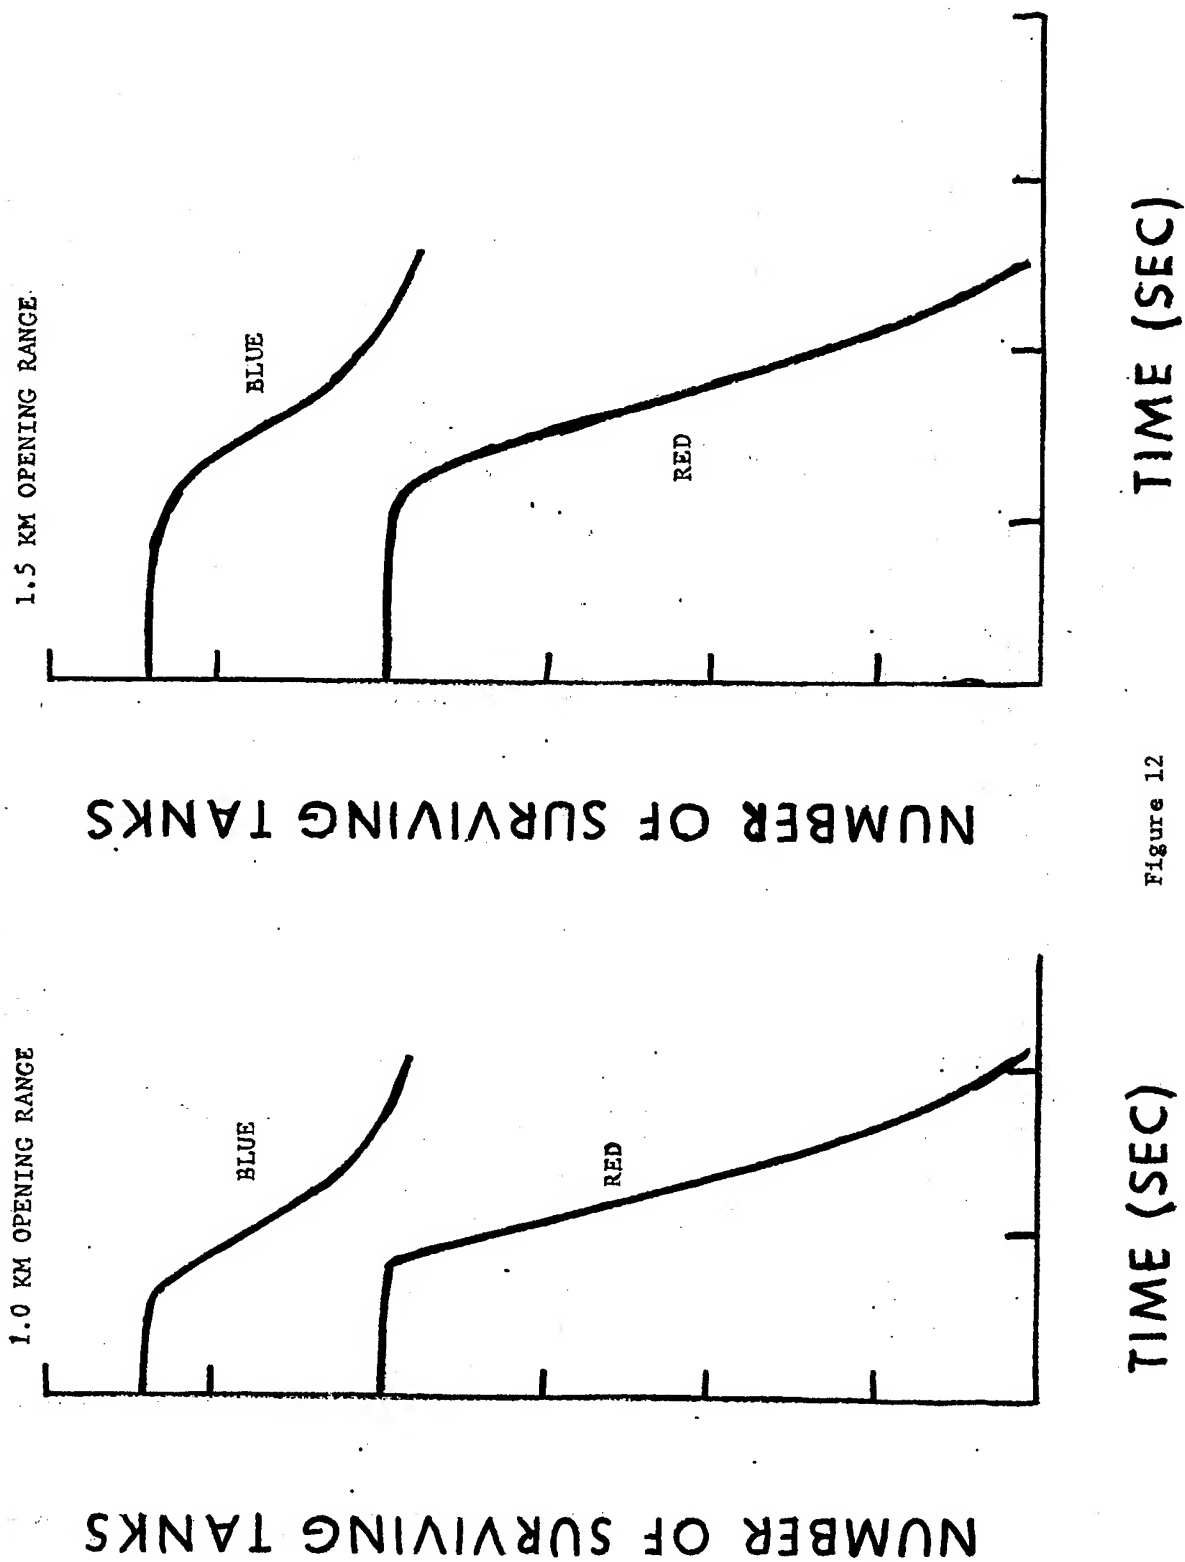 1.0 KM OPENING RANGE
NUMBER OF SURVIVING TANKS
BLUE
RED
TIME (SEC)
1.5 KM OPENING RANGE
NUMBER OF SURVIVING TANKS
BLUE
RED
TIME (SEC)
Figure 12